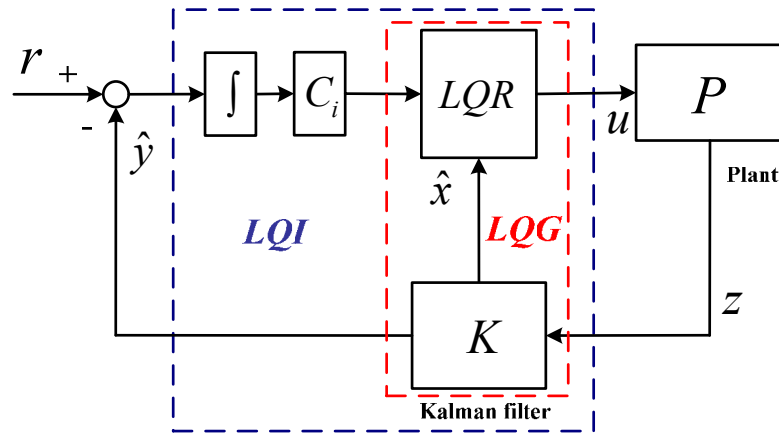 r + -
ŷ
∫
C_i
LQR
u
P
Plant
x̂
LQI
LQG
z
K
Kalman filter